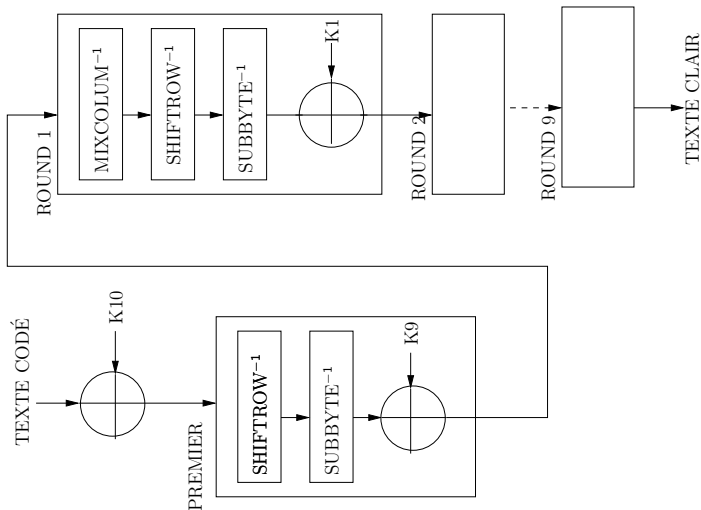 TEXTE CODÉ
K10
PREMIER
SHIFTROW⁻¹
SUBBYTE⁻¹
K9
ROUND 1
MIXCOLUM⁻¹
SHIFTROW⁻¹
SUBBYTE⁻¹
K1
ROUND 2
ROUND 9
TEXTE CLAIR